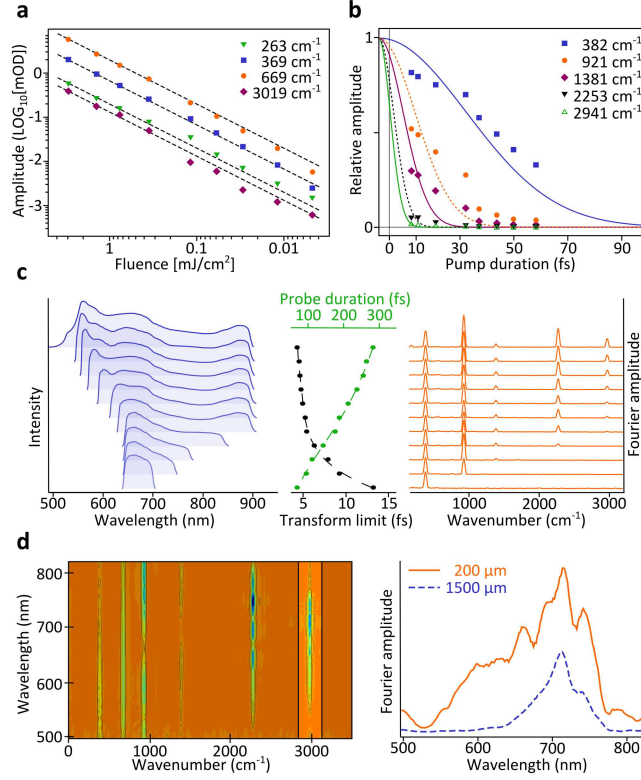 a
Amplitude (LOG₁₀[mOD])
0
-1
-2
-3
263 cm⁻¹
369 cm⁻¹
669 cm⁻¹
3019 cm⁻¹
1
0.1
0.01
Fluence [mJ/cm²]
b
Relative amplitude
1
0
382 cm⁻¹
921 cm⁻¹
1381 cm⁻¹
2253 cm⁻¹
2941 cm⁻¹
0 10 30 50 70 90
Pump duration (fs)
c
Intensity
500 600 700 800 900
Wavelength (nm)
Probe duration (fs)
100 200 300
5 10 15
Transform limit (fs)
Fourier amplitude
1000 2000 3000
Wavenumber (cm⁻¹)
d
Wavelength (nm)
800
700
600
500
0 1000 2000 3000
Wavenumber (cm⁻¹)
Fourier amplitude
200 µm
1500 µm
500 600 700 800
Wavelength (nm)